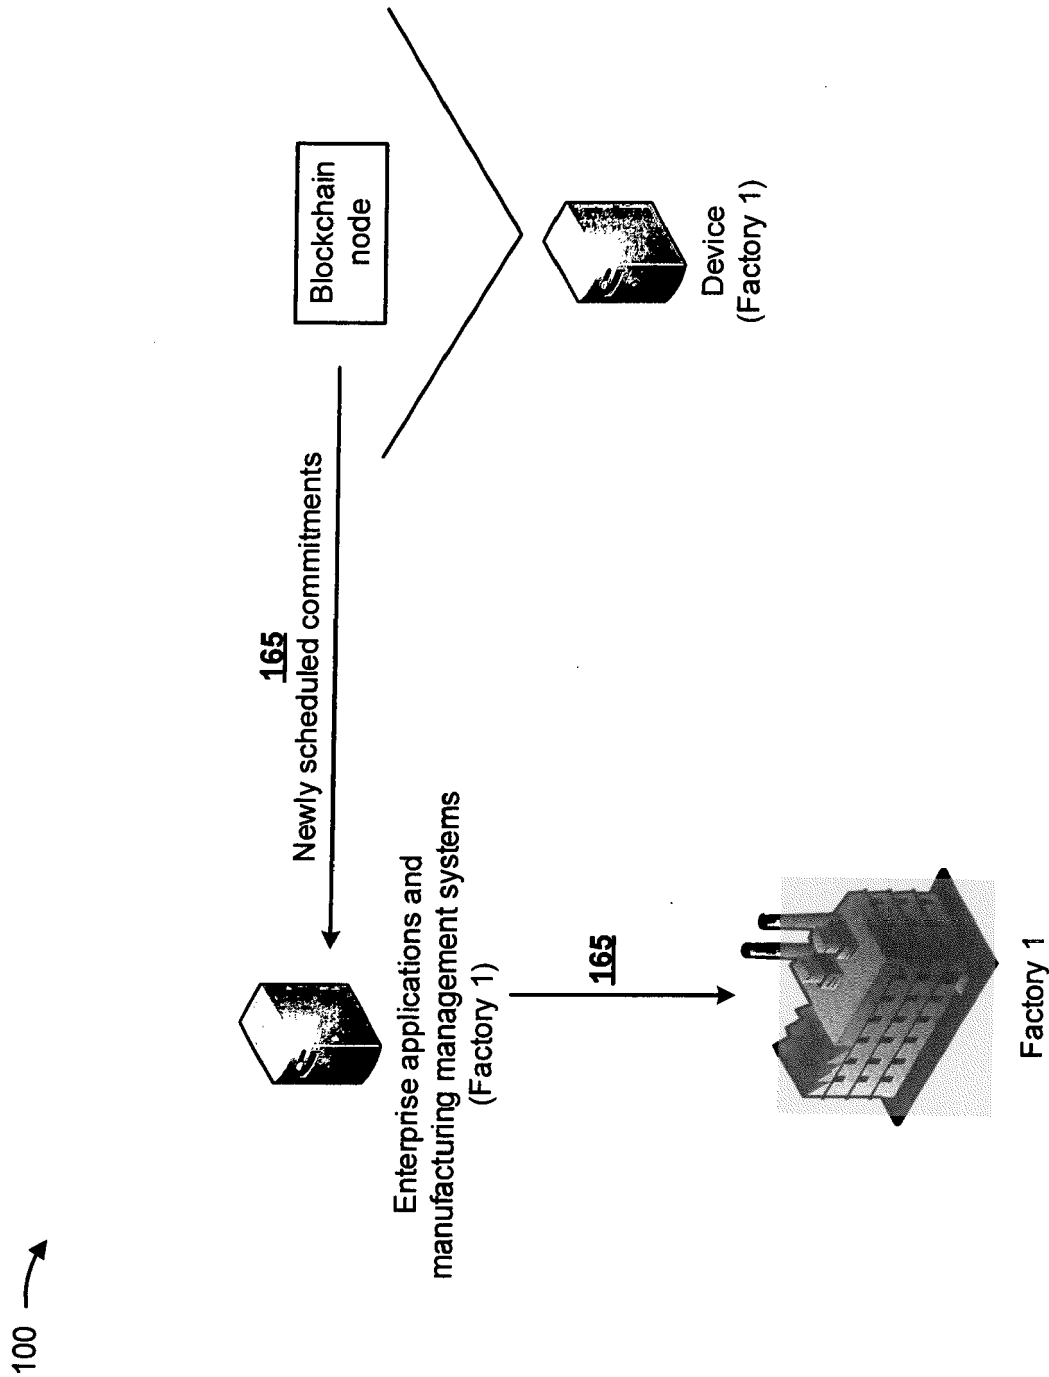 100
165
Newly scheduled commitments
Blockchain
node
Enterprise applications and
manufacturing management systems
(Factory 1)
Device
(Factory 1)
165
Factory 1